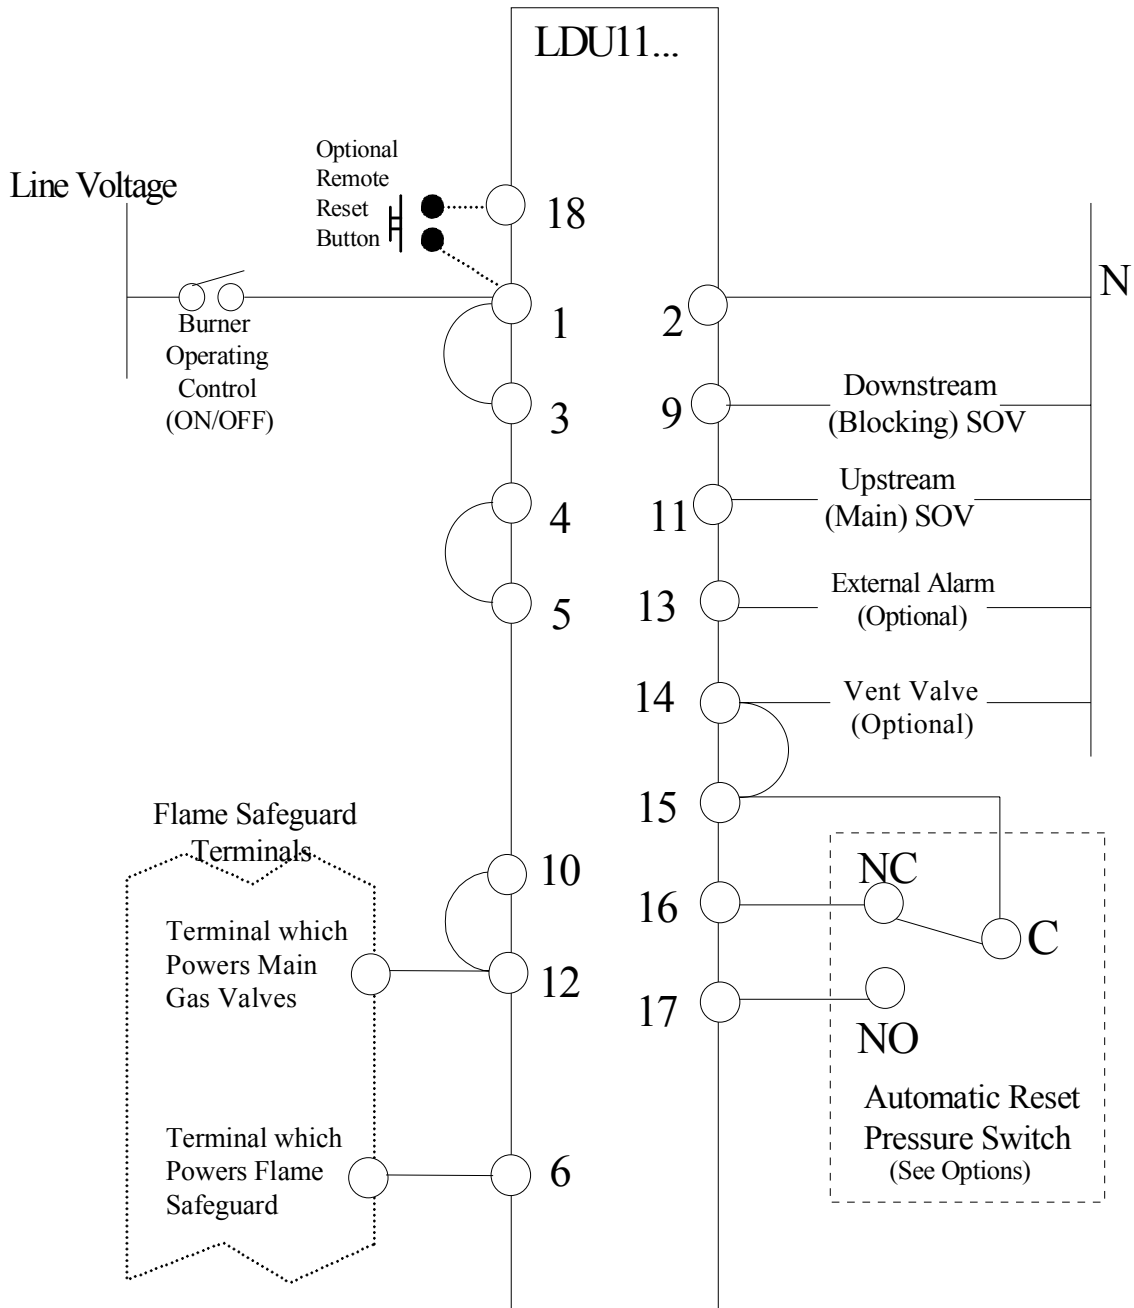 LDU11...
Optional
Remote
Reset
Button
Line Voltage
18
N
1
2
Burner
Operating
Control
(ON/OFF)
3
9
Downstream
(Blocking) SOV
4
11
Upstream
(Main) SOV
5
13
External Alarm
(Optional)
14
Vent Valve
(Optional)
15
Flame Safeguard
Terminals
10
16
NC
C
Terminal which
Powers Main
Gas Valves
12
17
NO
Automatic Reset
Pressure Switch
(See Options)
Terminal which
Powers Flame
Safeguard
6